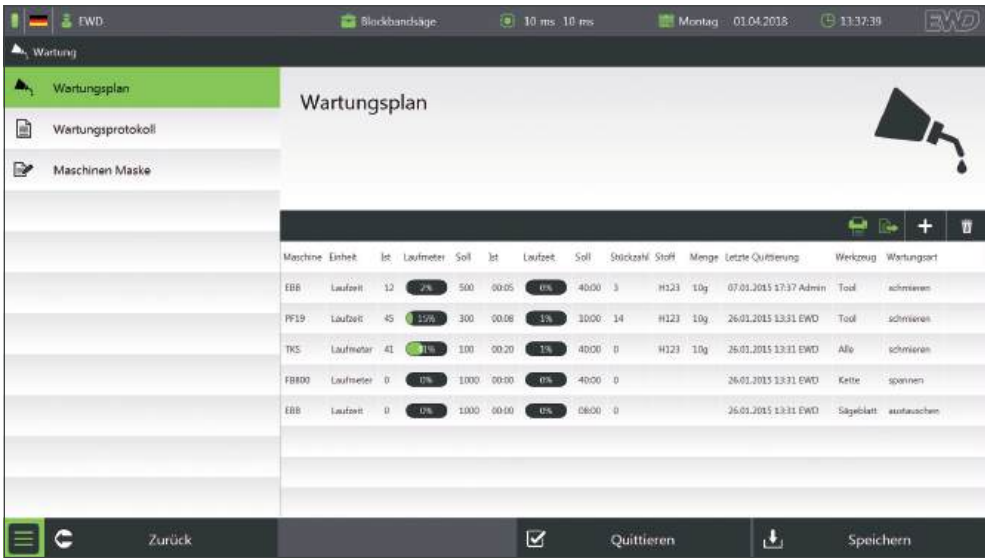 EWD Blockbandsäge 10 ms 10 ms Montag 01.04.2018 13:37:39 EWD
Wartung
Wartungsplan
Wartungsprotokoll
Maschinen Maske
Wartungsplan
Maschine Einheit Ist Laufmeter Soll Ist Laufzeit Soll Stückzahl Stoff Menge Letzte Quittierung Werkzeug Wartungsart
EBB Laufzeit 12 2% 500 00:05 0% 40:00 3 H123 10g 07.01.2015 17:37 Admin Tool schmieren
PF19 Laufzeit 45 15% 300 00:08 1% 10:00 14 H123 10g 26.01.2015 13:31 EWD Tool schmieren
TKS Laufmeter 41 100 00:20 1% 40:00 0 H123 10g 26.01.2015 13:31 EWD Alle schmieren
FB800 Laufmeter 0 0% 1000 00:00 0% 40:00 0 26.01.2015 13:31 EWD Kette spannen
EBB Laufzeit 0 0% 1000 00:00 0% 08:00 0 26.01.2015 13:31 EWD Sägeblatt austauschen
Zurück Quittieren Speichern